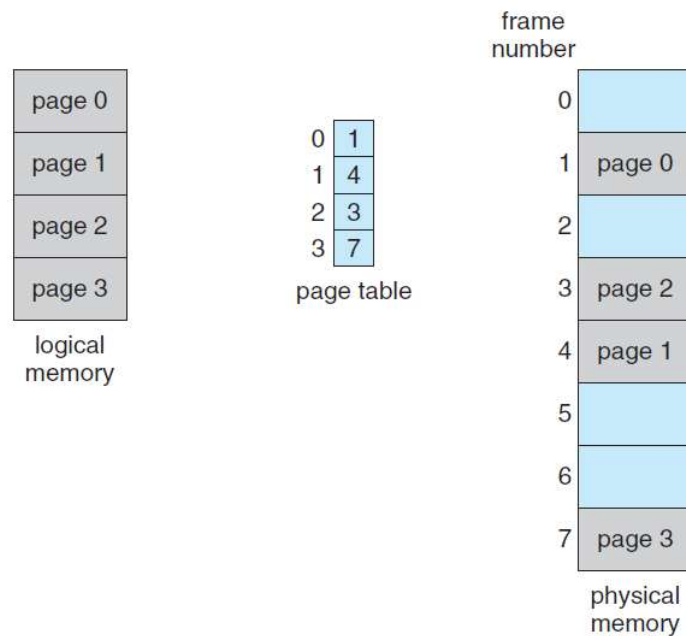 frame
number
page 0
page 1
page 2
page 3
logical
memory
0 1
1 4
2 3
3 7
page table
0
1 page 0
2
3 page 2
4 page 1
5
6
7 page 3
physical
memory